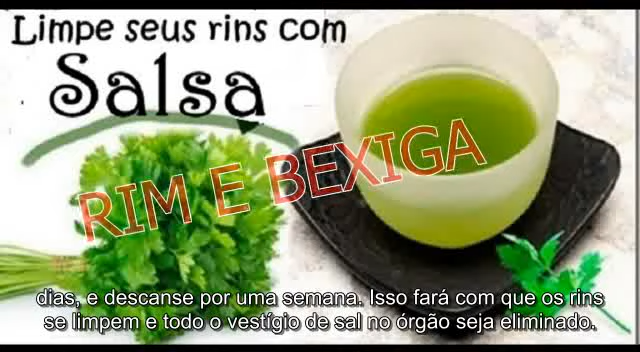 Limpe seus rins com
Salsa
RIM E BEXIGA
dias, e descanse por uma semana. Isso fará com que os rins
se limpem e todo o vestígio de sal no órgão seja eliminado.